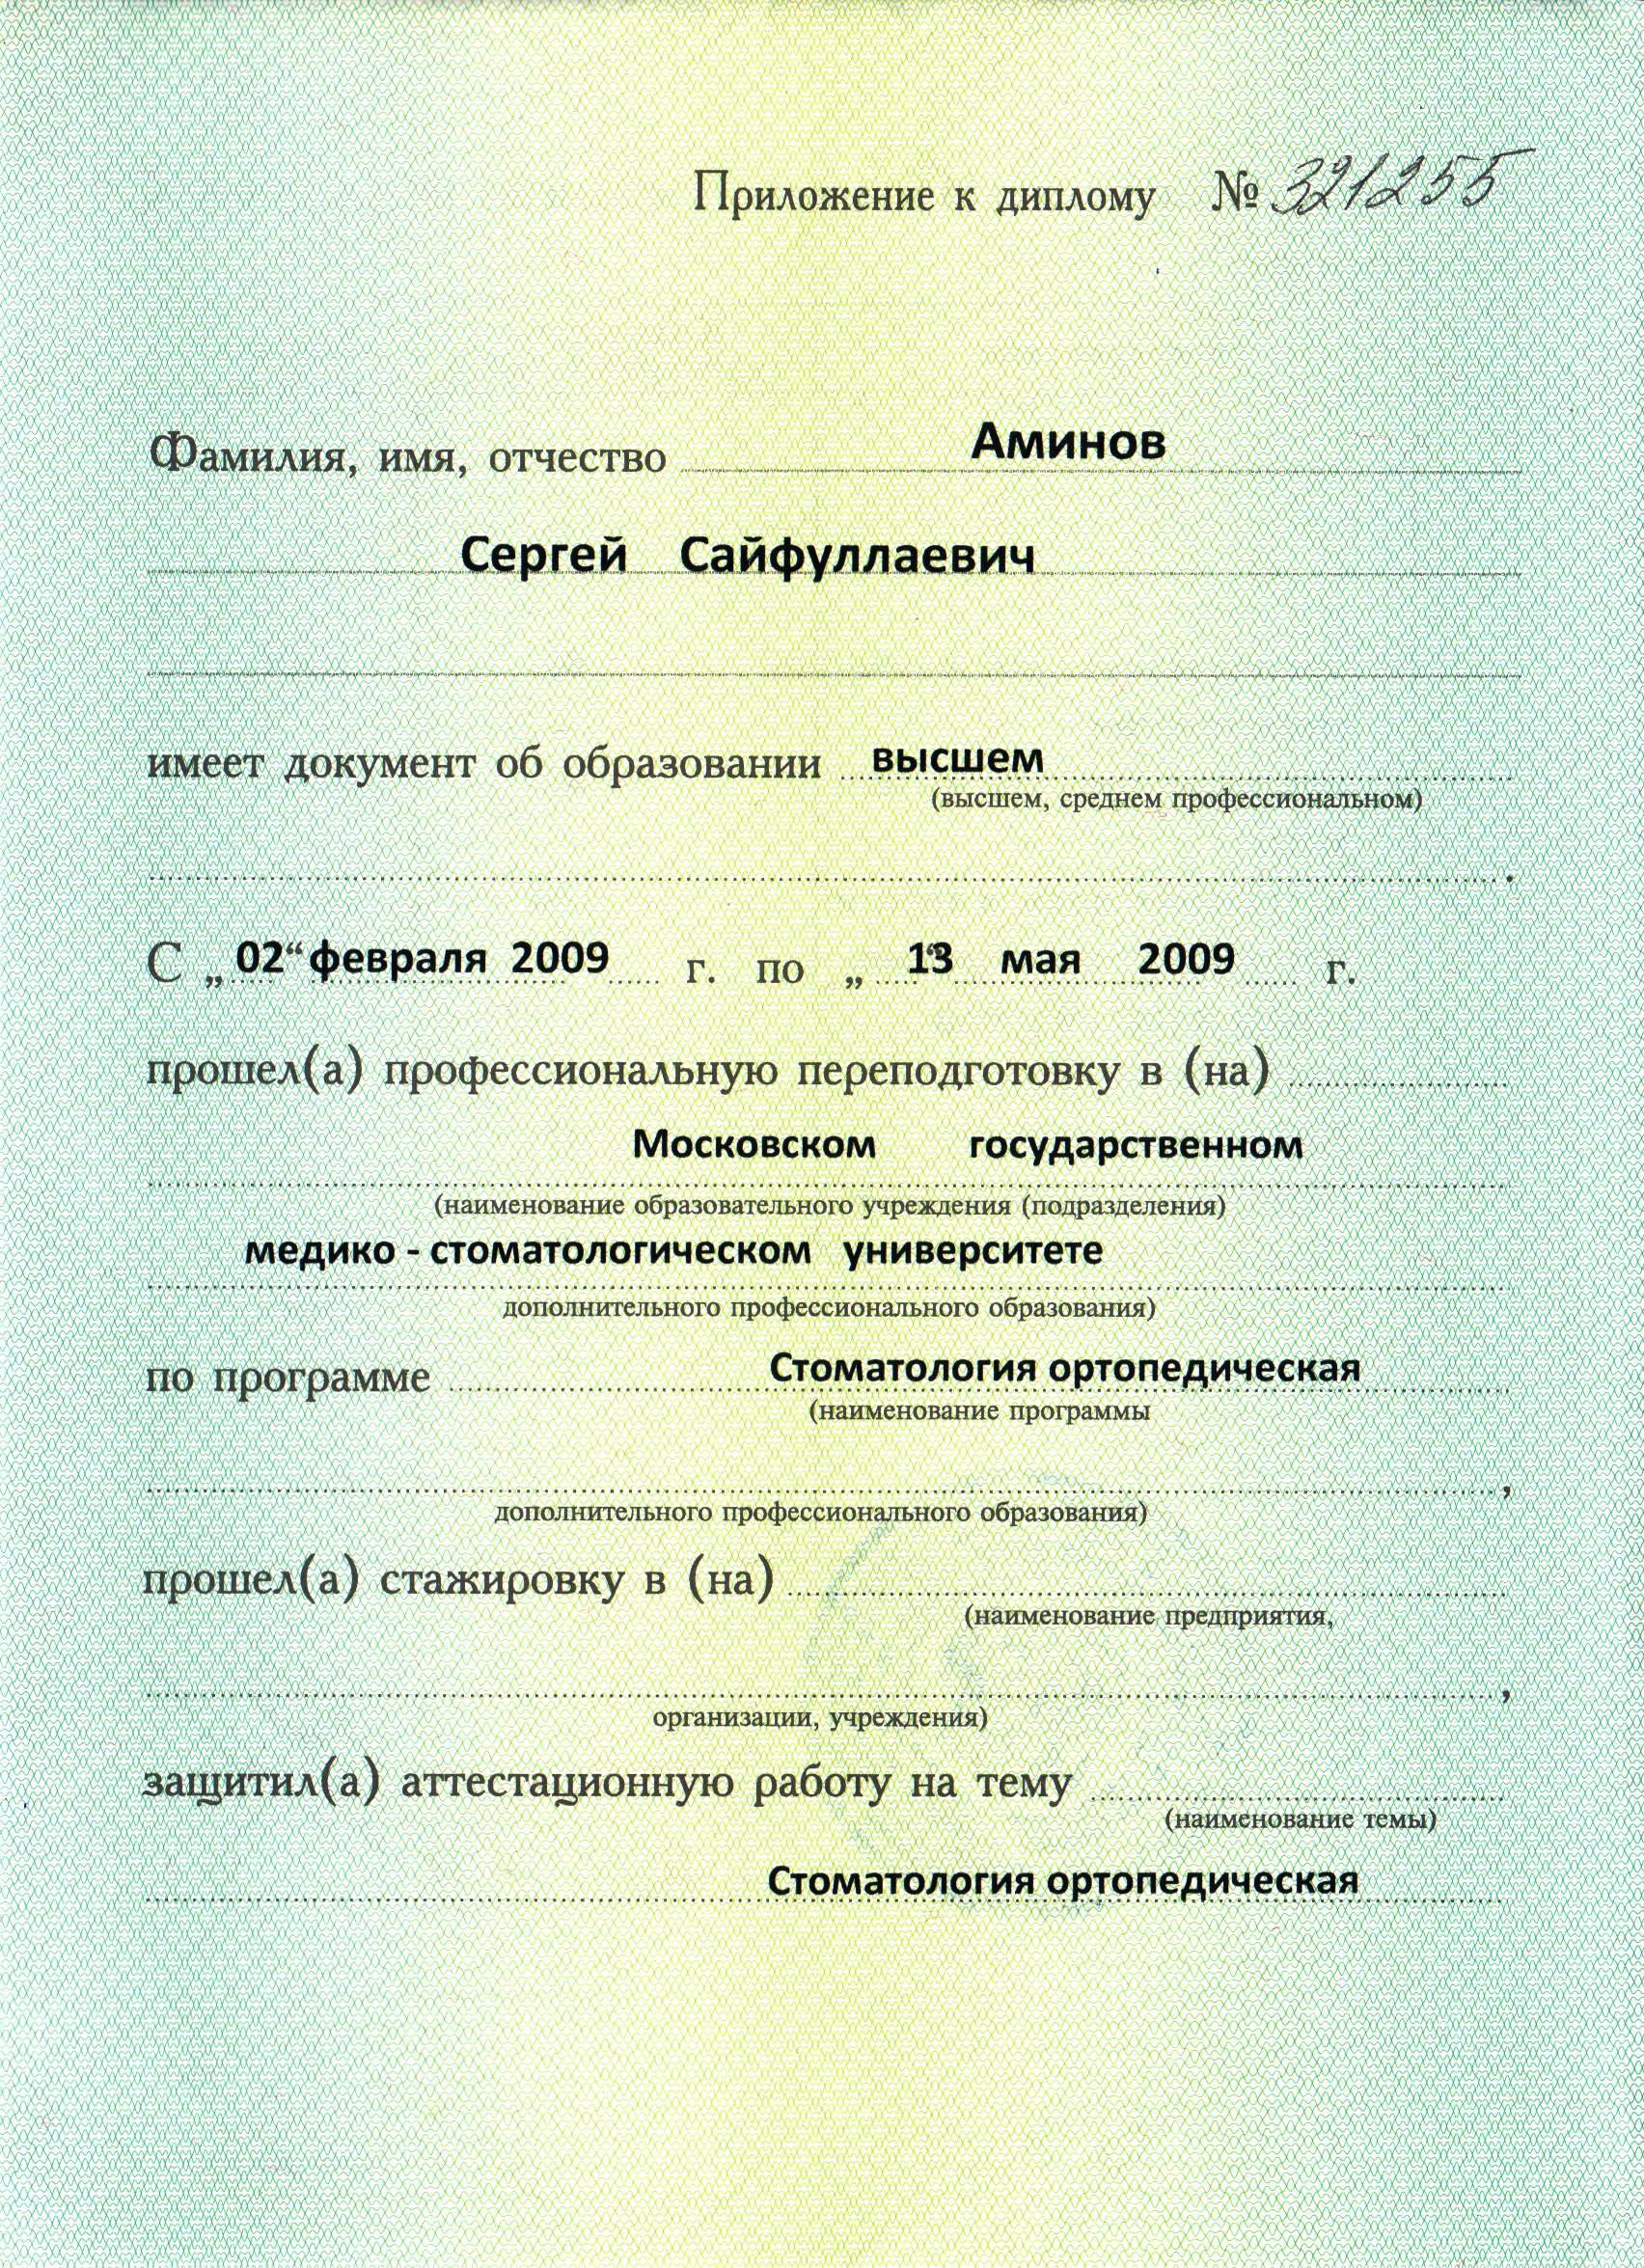 Приложение к диплому № 321255
Фамилия, имя, отчество Аминов
Сергей Сайфуллаевич
имеет документ об образовании высшем
(высшем, среднем профессиональном)
С „02“ февраля 2009 г. по „13“ мая 2009 г.
прошел(а) профессиональную переподготовку в (на)
Московском государственном
(наименование образовательного учреждения (подразделения)
медико - стоматологическом университете
дополнительного профессионального образования)
по программе Стоматология ортопедическая
(наименование программы
,
дополнительного профессионального образования)
прошел(а) стажировку в (на)
(наименование предприятия,
,
организации, учреждения)
защитил(а) аттестационную работу на тему
(наименование темы)
Стоматология ортопедическая